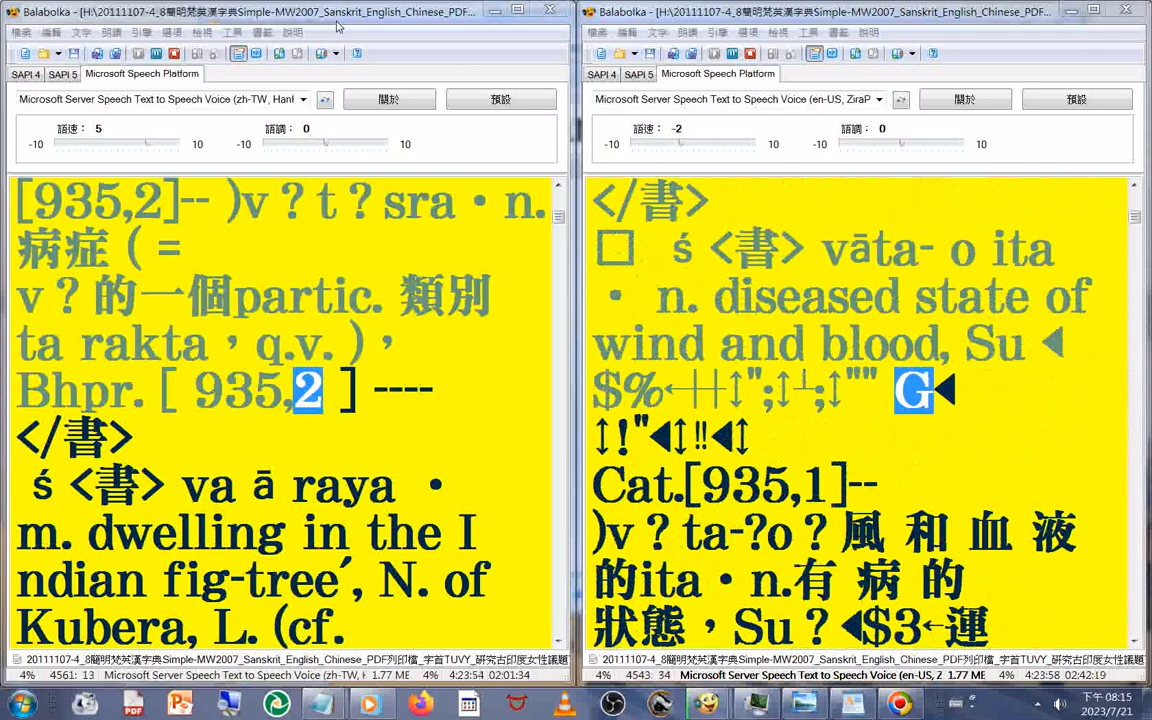 Balabolka - [H:\20111107-4_8簡明梵英漢字典Simple-MW2007_Sanskrit_English_Chinese_PDF...
檔案 編輯 文字 朗讀 引擎 選項 檢視 工具 書籤 說明
SAPI 4 SAPI 5 Microsoft Speech Platform
Microsoft Server Speech Text to Speech Voice (zh-TW, Hanl 關於 預設
語速： 5 語調： 0
-10 10 -10 10
[935,2]-- )v？t？sra·n.
病症（ =
v？的一個partic. 類別
ta rakta，q.v.），
Bhpr.［ 935,2 ］----
</書>
ś <書> va ā raya ·
m. dwelling in the I
ndian fig-tree´, N. of
Kubera, L. (cf.
20111107-4_8簡明梵英漢字典Simple-MW2007_Sanskrit_English_Chinese_PDF列印檔_字首TUVY_研究古印度女性議題
4% 4561: 13 Microsoft Server Speech Text to Speech Voice (zh-TW, H 1.77 ME 4% 4:23:54 02:01:34
Balabolka - [H:\20111107-4_8簡明梵英漢字典Simple-MW2007_Sanskrit_English_Chinese_PDF...
檔案 編輯 文字 朗讀 引擎 選項 檢視 工具 書籤 說明
SAPI 4 SAPI 5 Microsoft Speech Platform
Microsoft Server Speech Text to Speech Voice (en-US, ZiraP 關於 預設
語速： -2 語調： 0
-10 10 -10 10
</書>
□ ś <書> vāta- o ita
· n. diseased state of
wind and blood, Su ◀
$%←┼┼↕";↕┴;↕"" G◀
↕!"◀↕‼◀↕
Cat.[935,1]--
)v？ta-?o？風 和 血 液
的ita·n.有 病 的
狀態，Su？◀$3←運
20111107-4_8簡明梵英漢字典Simple-MW2007_Sanskrit_English_Chinese_PDF列印檔_字首TUVY_研究古印度女性議題
4% 4543: 34 Microsoft Server Speech Text to Speech Voice (en-US, Z 1.77 ME 4% 4:23:58 02:42:19
下午 08:15
2023/7/21